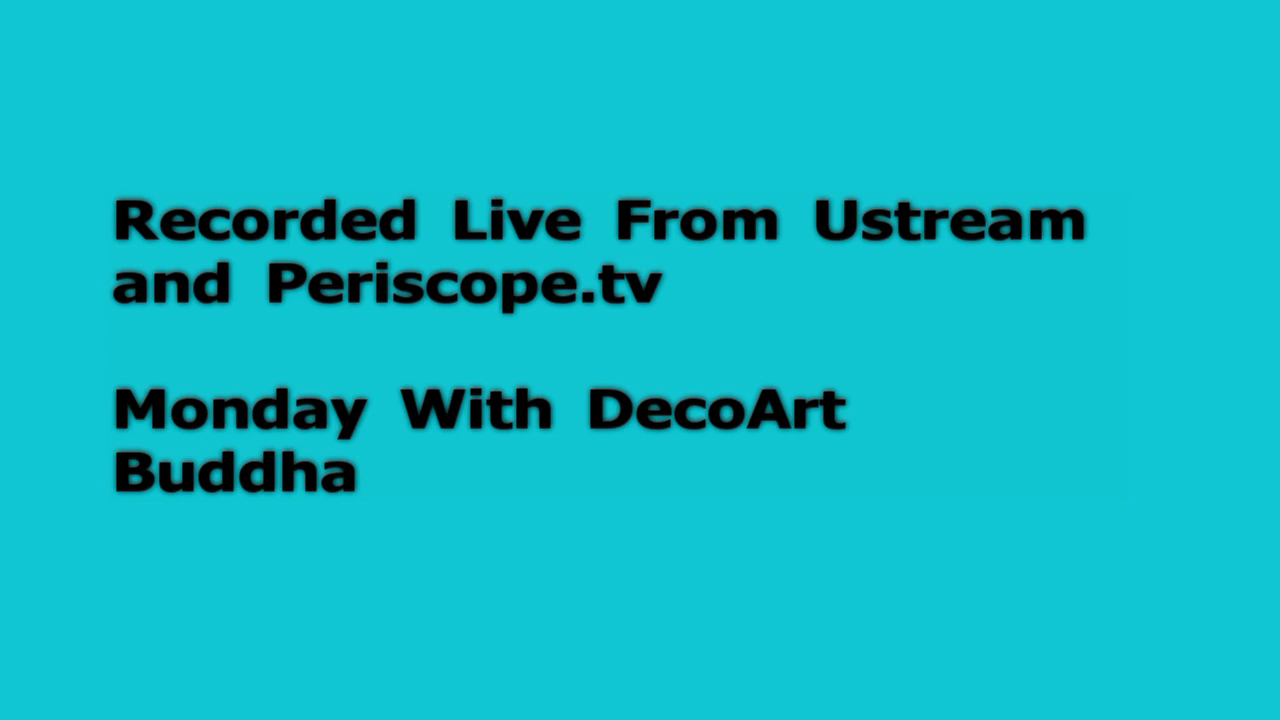 Recorded Live From Ustream
and Periscope.tv
Monday With DecoArt
Buddha